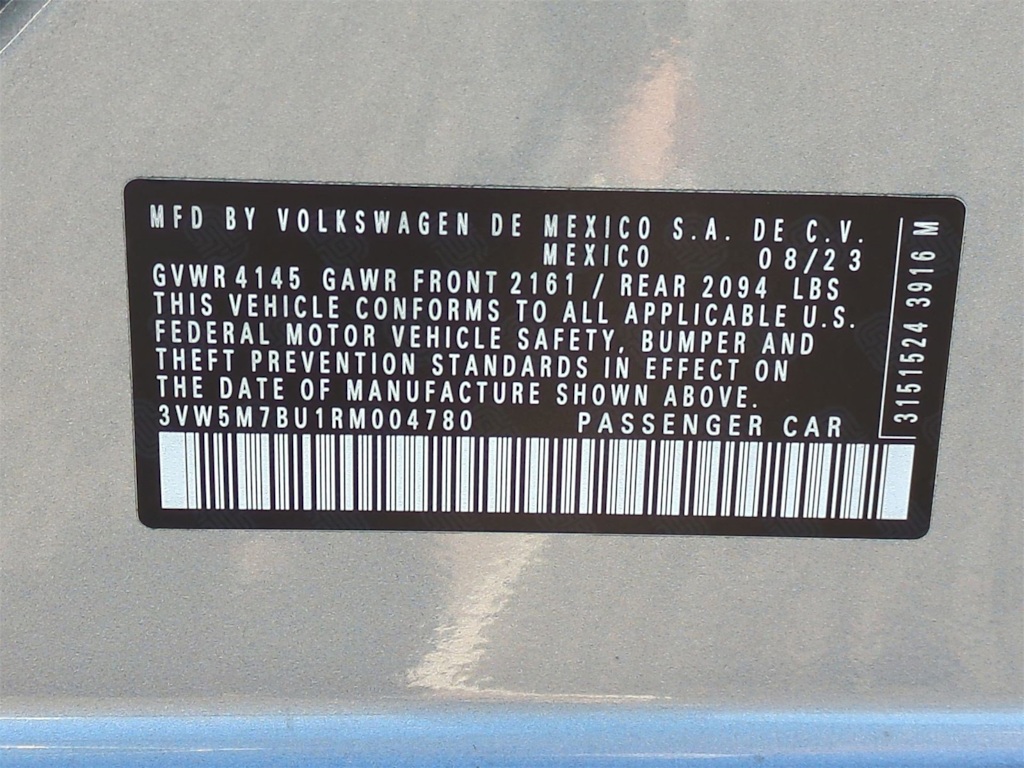 MFD BY VOLKSWAGEN DE MEXICO S.A. DE C.V.
MEXICO 08/23
GVWR 4145 GAWR FRONT 2161 / REAR 2094 LBS
THIS VEHICLE CONFORMS TO ALL APPLICABLE U.S.
FEDERAL MOTOR VEHICLE SAFETY, BUMPER AND
THEFT PREVENTION STANDARDS IN EFFECT ON
THE DATE OF MANUFACTURE SHOWN ABOVE.
3VW5M7BU1RM004780 PASSENGER CAR
3151524 3916 M